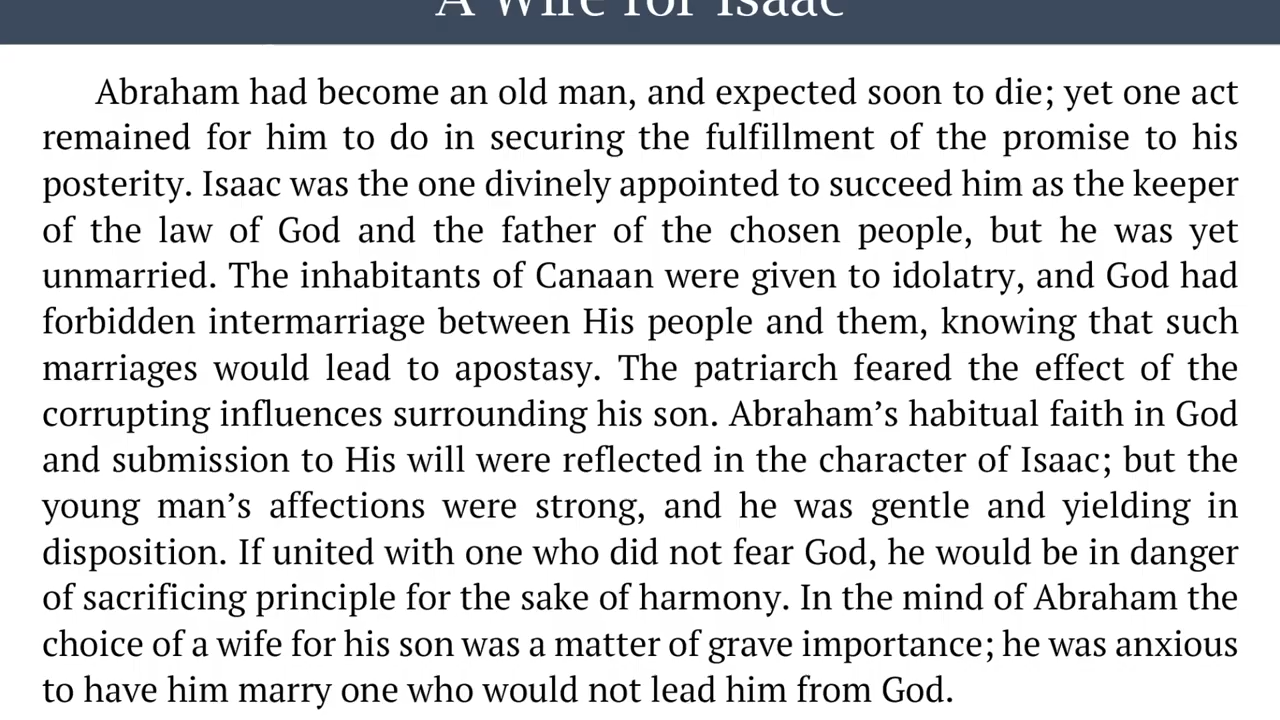 A Wife for Isaac
Abraham had become an old man, and expected soon to die; yet one act
remained for him to do in securing the fulfillment of the promise to his
posterity. Isaac was the one divinely appointed to succeed him as the keeper
of the law of God and the father of the chosen people, but he was yet
unmarried. The inhabitants of Canaan were given to idolatry, and God had
forbidden intermarriage between His people and them, knowing that such
marriages would lead to apostasy. The patriarch feared the effect of the
corrupting influences surrounding his son. Abraham’s habitual faith in God
and submission to His will were reflected in the character of Isaac; but the
young man’s affections were strong, and he was gentle and yielding in
disposition. If united with one who did not fear God, he would be in danger
of sacrificing principle for the sake of harmony. In the mind of Abraham the
choice of a wife for his son was a matter of grave importance; he was anxious
to have him marry one who would not lead him from God.